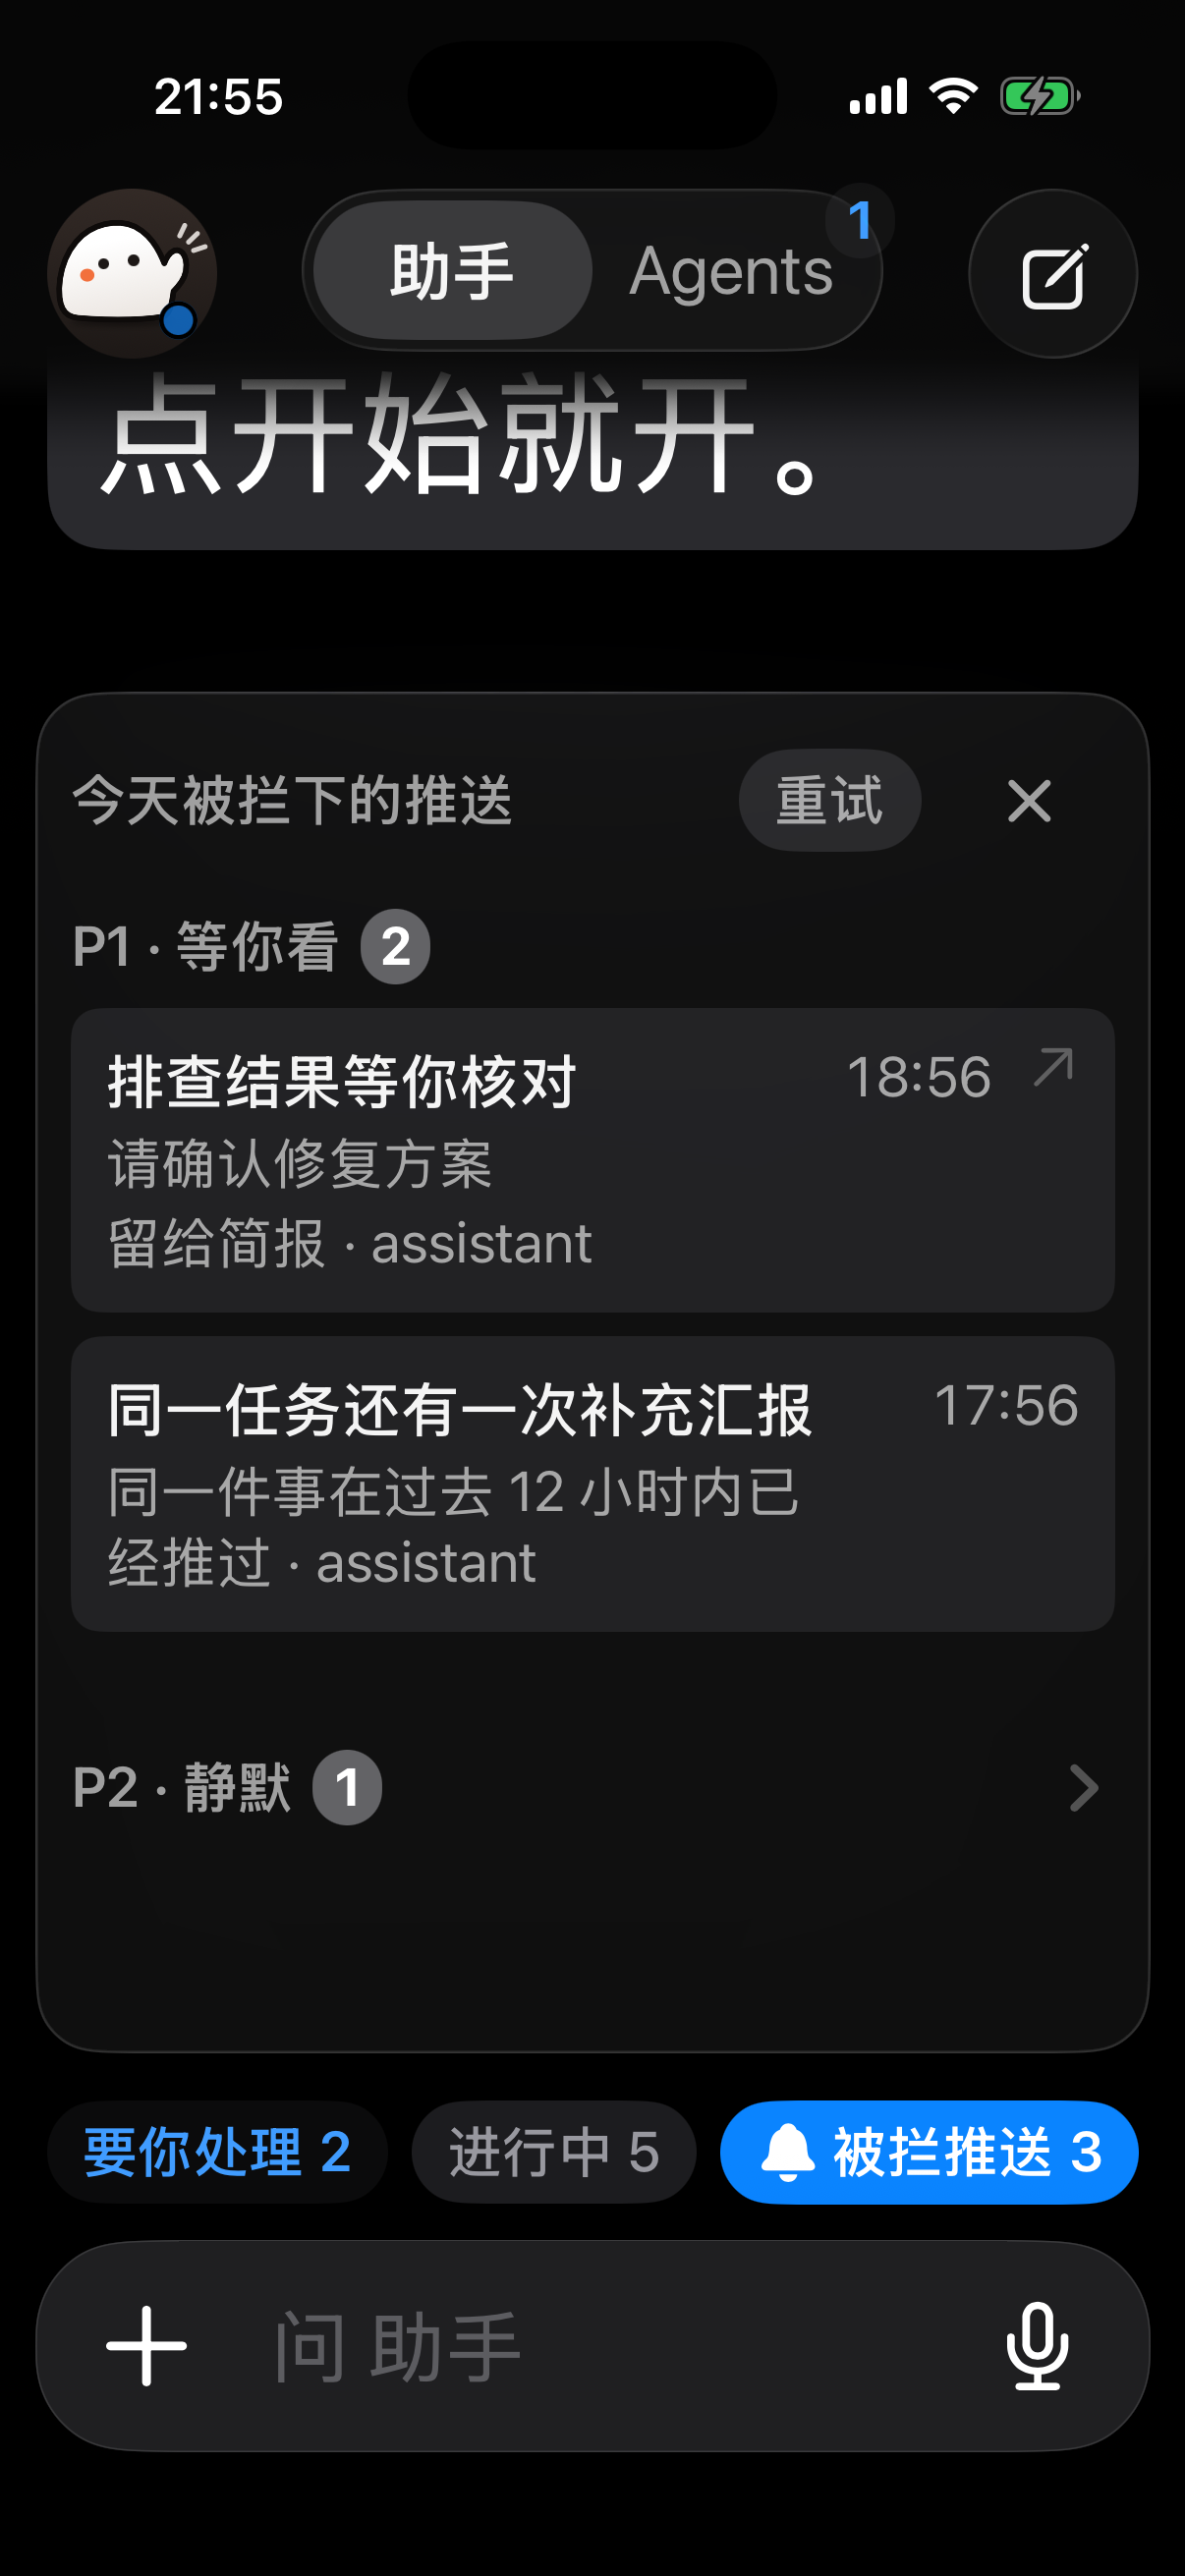 21:55
助手
Agents
1
点开始就开。
今天被拦下的推送
重试
P1 · 等你看 2
排查结果等你核对
18:56
请确认修复方案
留给简报 · assistant
同一任务还有一次补充汇报
17:56
同一件事在过去 12 小时内已
经推过 · assistant
P2 · 静默 1
要你处理 2
进行中 5
被拦推送 3
问 助手